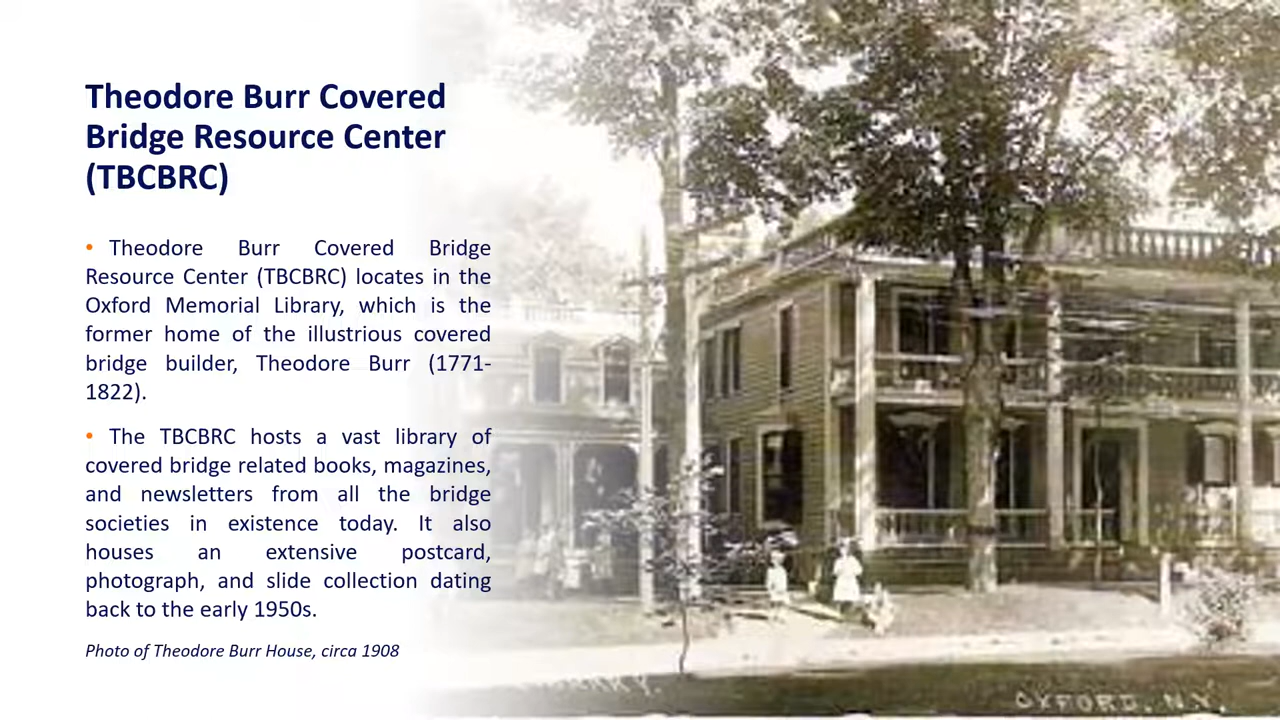 Theodore Burr Covered
Bridge Resource Center
(TBCBRC)
• Theodore Burr Covered Bridge
Resource Center (TBCBRC) locates in the
Oxford Memorial Library, which is the
former home of the illustrious covered
bridge builder, Theodore Burr (1771-
1822).
• The TBCBRC hosts a vast library of
covered bridge related books, magazines,
and newsletters from all the bridge
societies in existence today. It also
houses an extensive postcard,
photograph, and slide collection dating
back to the early 1950s.
Photo of Theodore Burr House, circa 1908
OXFORD, N.Y.